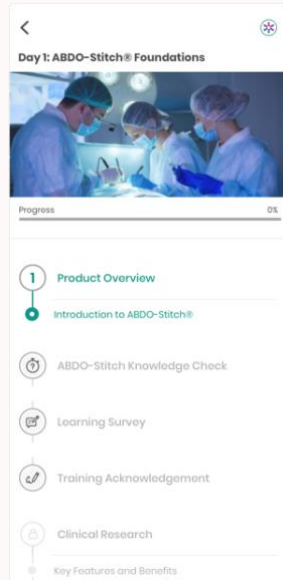 Day 1: ABDO-Stitch® Foundations
Progress 0%
1 Product Overview
Introduction to ABDO-Stitch®
ABDO-Stitch Knowledge Check
Learning Survey
Training Acknowledgement
Clinical Research
Key Features and Benefits